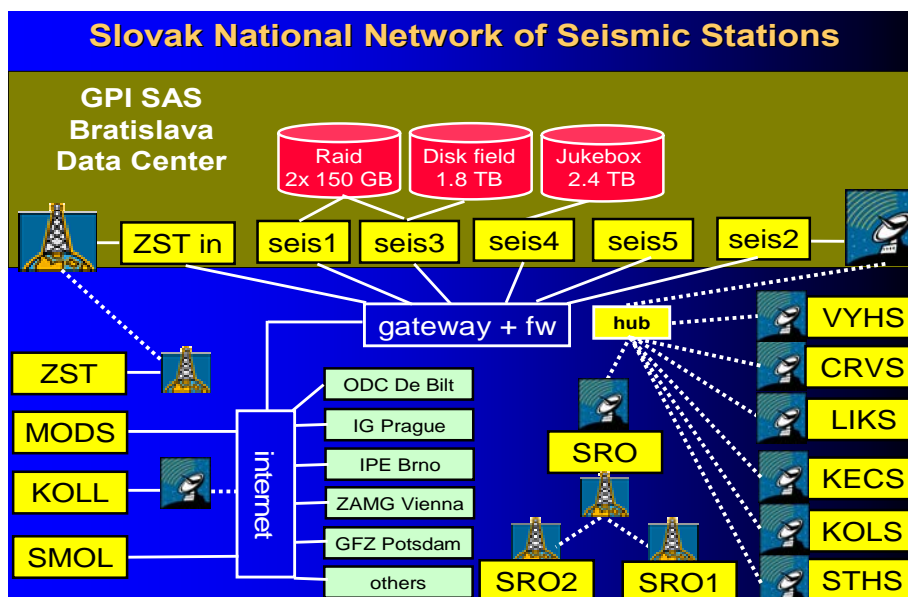 Slovak National Network of Seismic Stations
GPI SAS
Bratislava
Data Center
Raid
2x 150 GB
Disk field
1.8 TB
Jukebox
2.4 TB
ZST in
seis1
seis3
seis4
seis5
seis2
gateway + fw
hub
VYHS
CRVS
LIKS
KECS
KOLS
STHS
ZST
MODS
KOLL
SMOL
internet
ODC De Bilt
IG Prague
IPE Brno
ZAMG Vienna
GFZ Potsdam
others
SRO
SRO2
SRO1